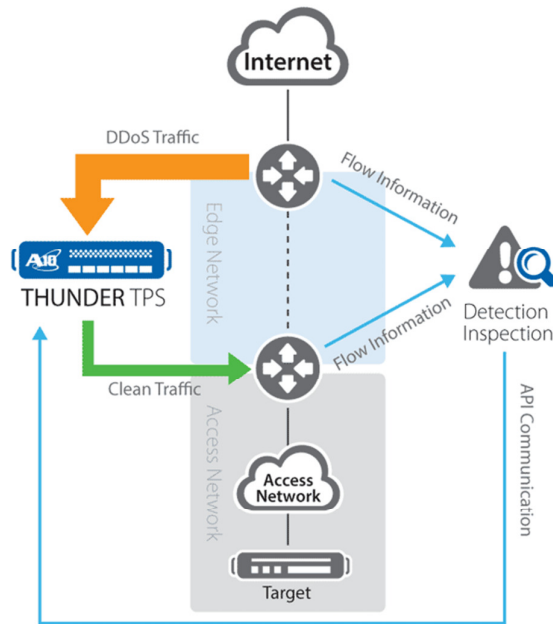 Internet
DDoS Traffic
Flow Information
Edge Network
A10
THUNDER TPS
Detection
Inspection
Flow Information
Clean Traffic
Access Network
API Communication
Access
Network
Target